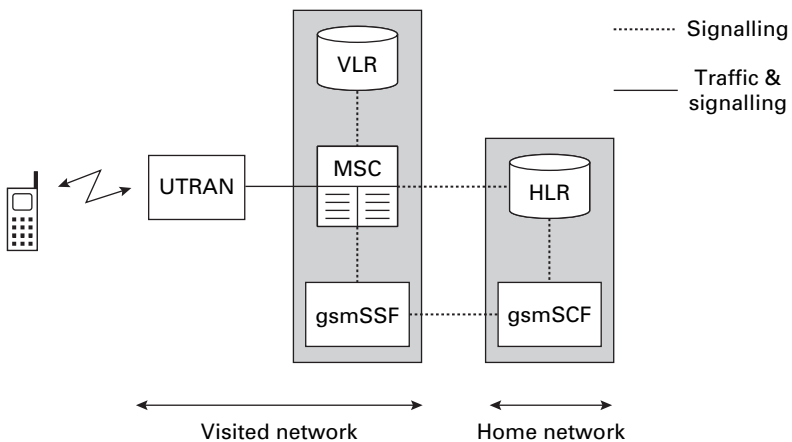 VLR
Signalling
Traffic &
signalling
MSC
UTRAN
HLR
gsmSSF
gsmSCF
Visited network
Home network